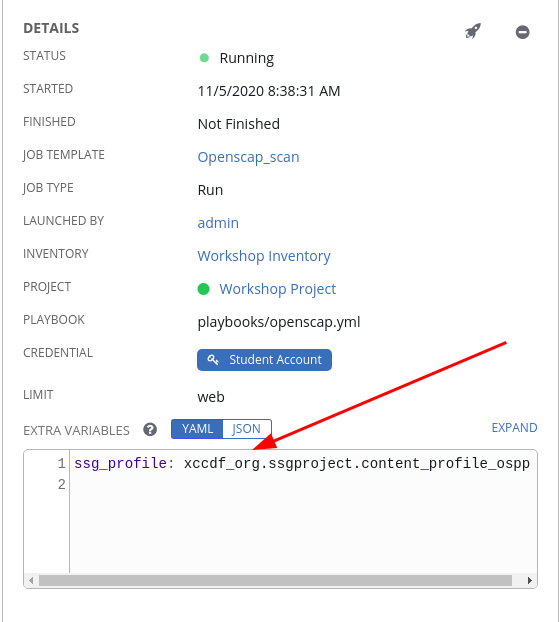 DETAILS
STATUS Running
STARTED 11/5/2020 8:38:31 AM
FINISHED Not Finished
JOB TEMPLATE Openscap_scan
JOB TYPE Run
LAUNCHED BY admin
INVENTORY Workshop Inventory
PROJECT Workshop Project
PLAYBOOK playbooks/openscap.yml
CREDENTIAL Student Account
LIMIT web
EXTRA VARIABLES ? YAML JSON EXPAND
1 ssg_profile: xccdf_org.ssgproject.content_profile_ospp
2